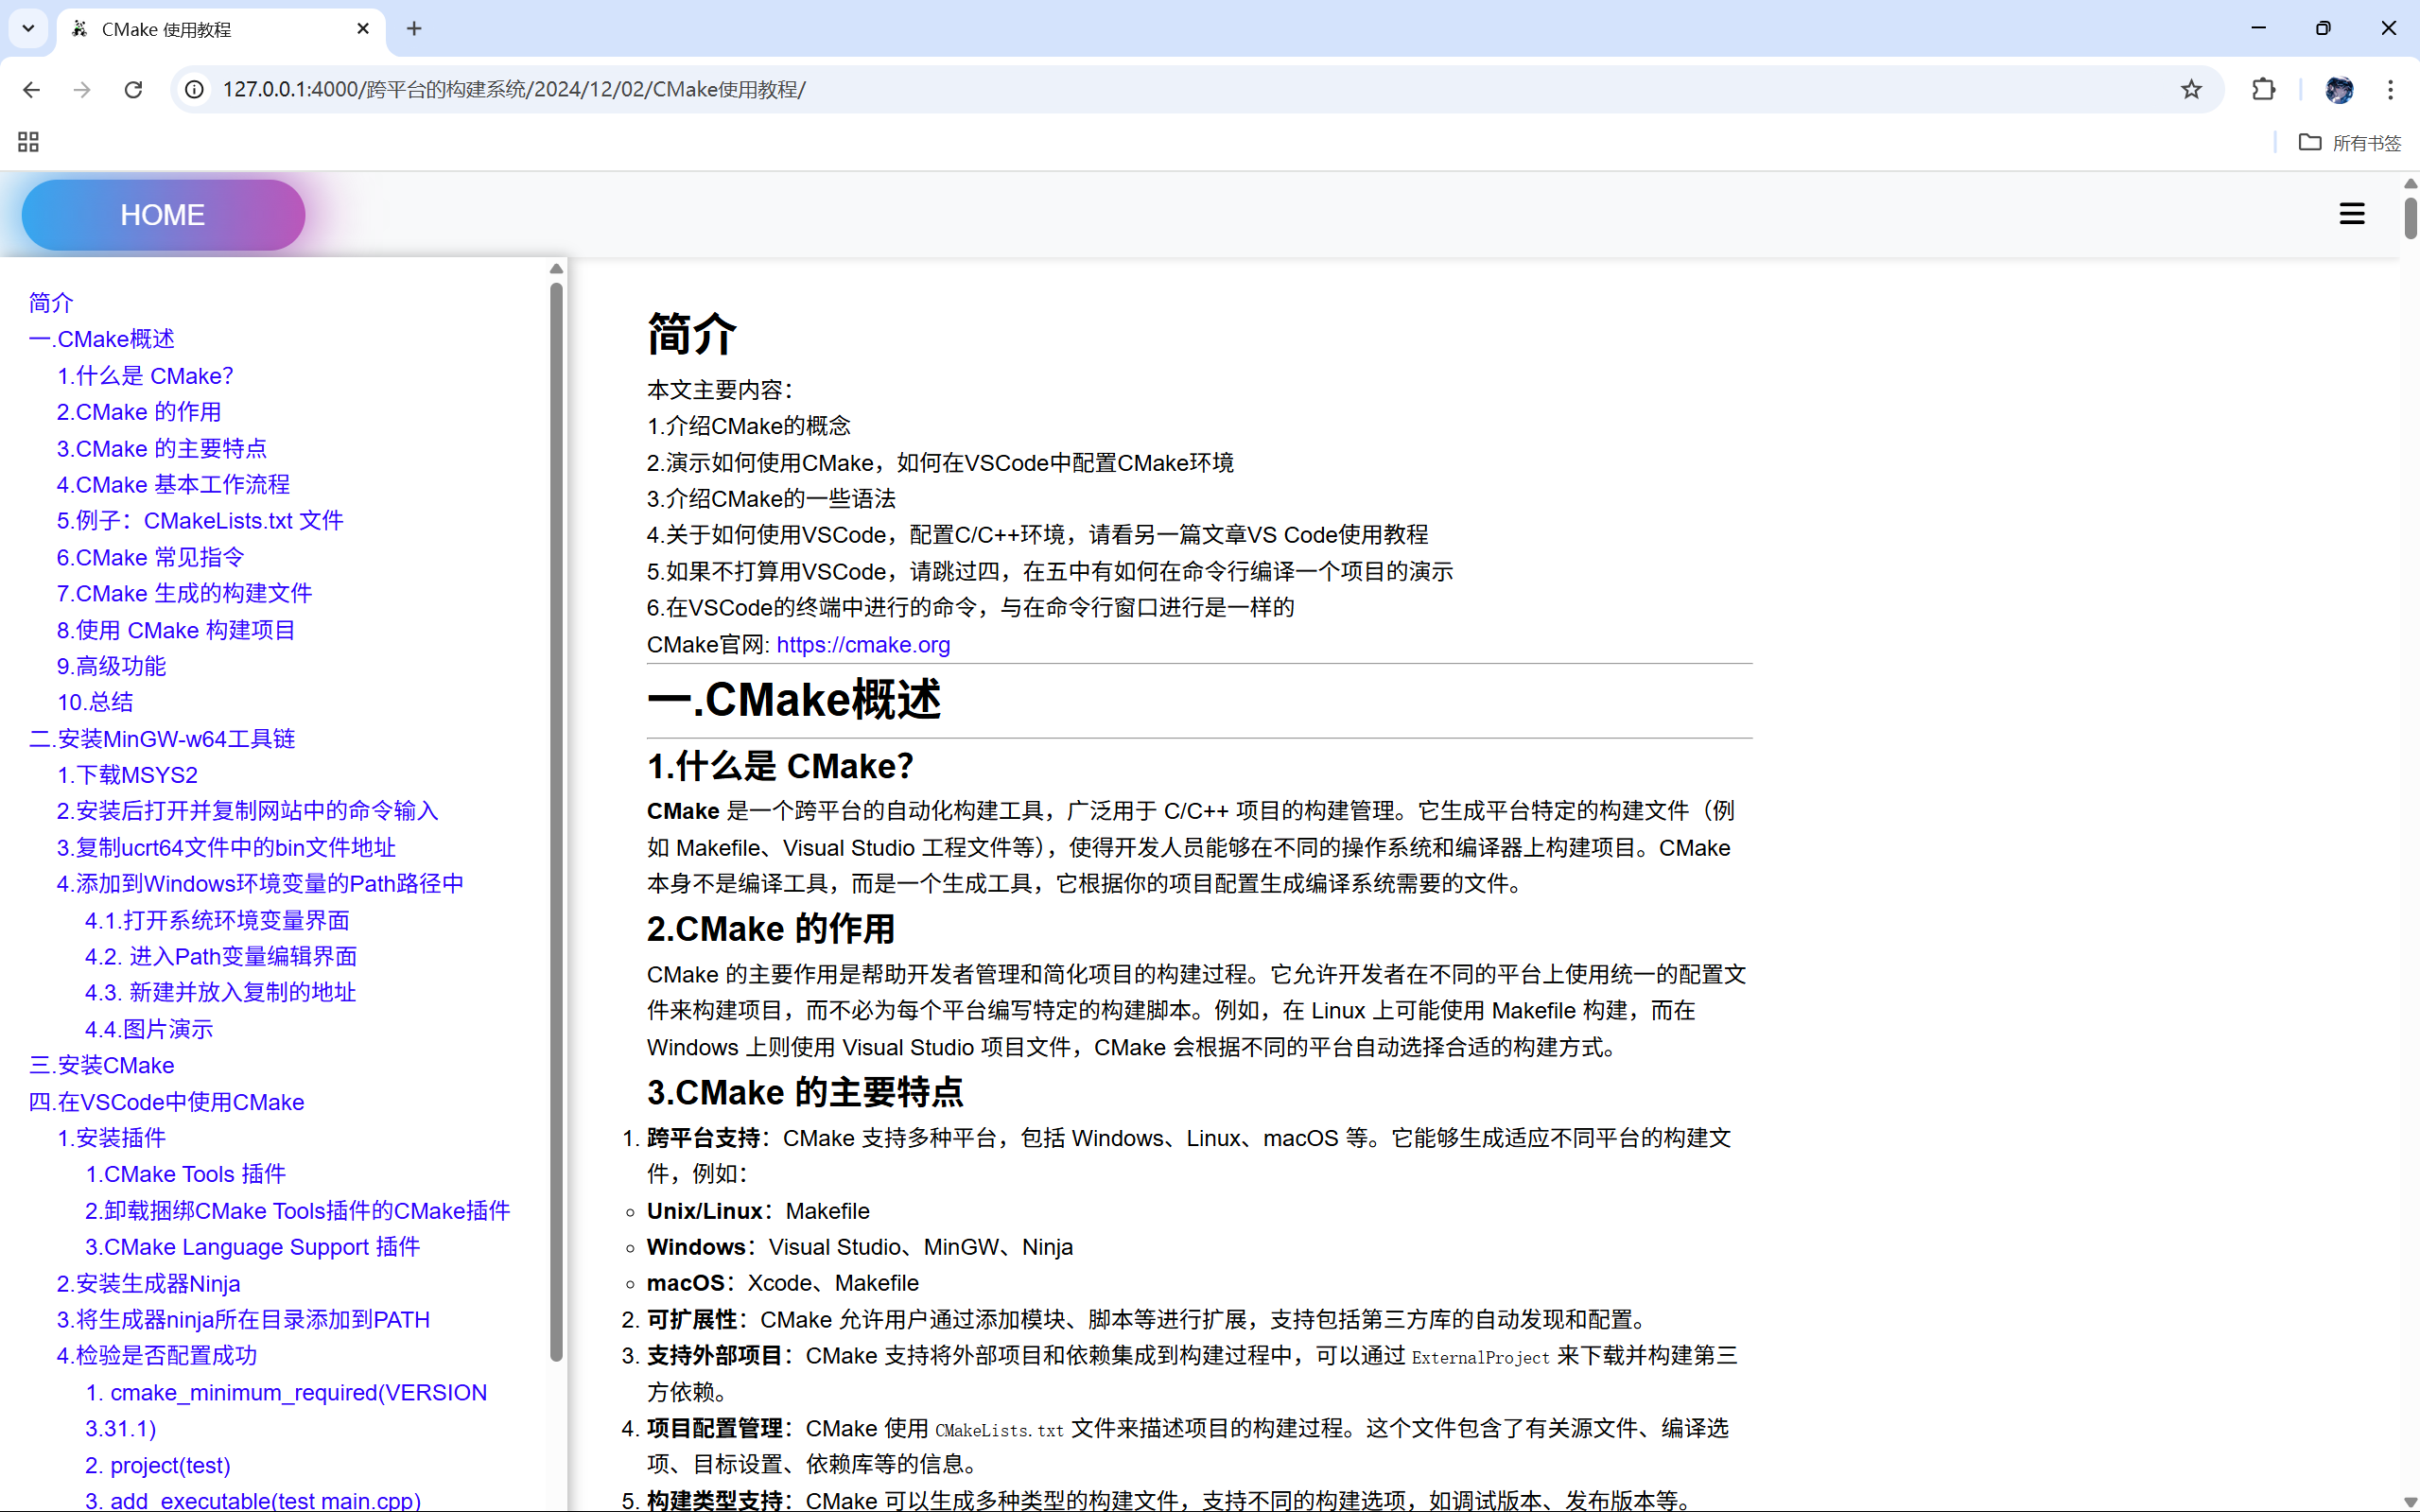 CMake 使用教程
127.0.0.1:4000/跨平台的构建系统/2024/12/02/CMake使用教程/
所有书签
HOME
简介
一.CMake概述
1.什么是 CMake?
2.CMake 的作用
3.CMake 的主要特点
4.CMake 基本工作流程
5.例子：CMakeLists.txt 文件
6.CMake 常见指令
7.CMake 生成的构建文件
8.使用 CMake 构建项目
9.高级功能
10.总结
二.安装MinGW-w64工具链
1.下载MSYS2
2.安装后打开并复制网站中的命令输入
3.复制ucrt64文件中的bin文件地址
4.添加到Windows环境变量的Path路径中
4.1.打开系统环境变量界面
4.2. 进入Path变量编辑界面
4.3. 新建并放入复制的地址
4.4.图片演示
三.安装CMake
四.在VSCode中使用CMake
1.安装插件
1.CMake Tools 插件
2.卸载捆绑CMake Tools插件的CMake插件
3.CMake Language Support 插件
2.安装生成器Ninja
3.将生成器ninja所在目录添加到PATH
4.检验是否配置成功
1. cmake_minimum_required(VERSION
3.31.1)
2. project(test)
3. add_executable(test main.cpp)
简介
本文主要内容：
1.介绍CMake的概念
2.演示如何使用CMake，如何在VSCode中配置CMake环境
3.介绍CMake的一些语法
4.关于如何使用VSCode，配置C/C++环境，请看另一篇文章VS Code使用教程
5.如果不打算用VSCode，请跳过四，在五中有如何在命令行编译一个项目的演示
6.在VSCode的终端中进行的命令，与在命令行窗口进行是一样的
CMake官网: https://cmake.org
一.CMake概述
1.什么是 CMake?
CMake 是一个跨平台的自动化构建工具，广泛用于 C/C++ 项目的构建管理。它生成平台特定的构建文件（例
如 Makefile、Visual Studio 工程文件等），使得开发人员能够在不同的操作系统和编译器上构建项目。CMake
本身不是编译工具，而是一个生成工具，它根据你的项目配置生成编译系统需要的文件。
2.CMake 的作用
CMake 的主要作用是帮助开发者管理和简化项目的构建过程。它允许开发者在不同的平台上使用统一的配置文
件来构建项目，而不必为每个平台编写特定的构建脚本。例如，在 Linux 上可能使用 Makefile 构建，而在
Windows 上则使用 Visual Studio 项目文件，CMake 会根据不同的平台自动选择合适的构建方式。
3.CMake 的主要特点
1. 跨平台支持：CMake 支持多种平台，包括 Windows、Linux、macOS 等。它能够生成适应不同平台的构建文
件，例如：
Unix/Linux：Makefile
Windows：Visual Studio、MinGW、Ninja
macOS：Xcode、Makefile
2. 可扩展性：CMake 允许用户通过添加模块、脚本等进行扩展，支持包括第三方库的自动发现和配置。
3. 支持外部项目：CMake 支持将外部项目和依赖集成到构建过程中，可以通过 ExternalProject 来下载并构建第三
方依赖。
4. 项目配置管理：CMake 使用 CMakeLists.txt 文件来描述项目的构建过程。这个文件包含了有关源文件、编译选
项、目标设置、依赖库等的信息。
5. 构建类型支持：CMake 可以生成多种类型的构建文件，支持不同的构建选项，如调试版本、发布版本等。